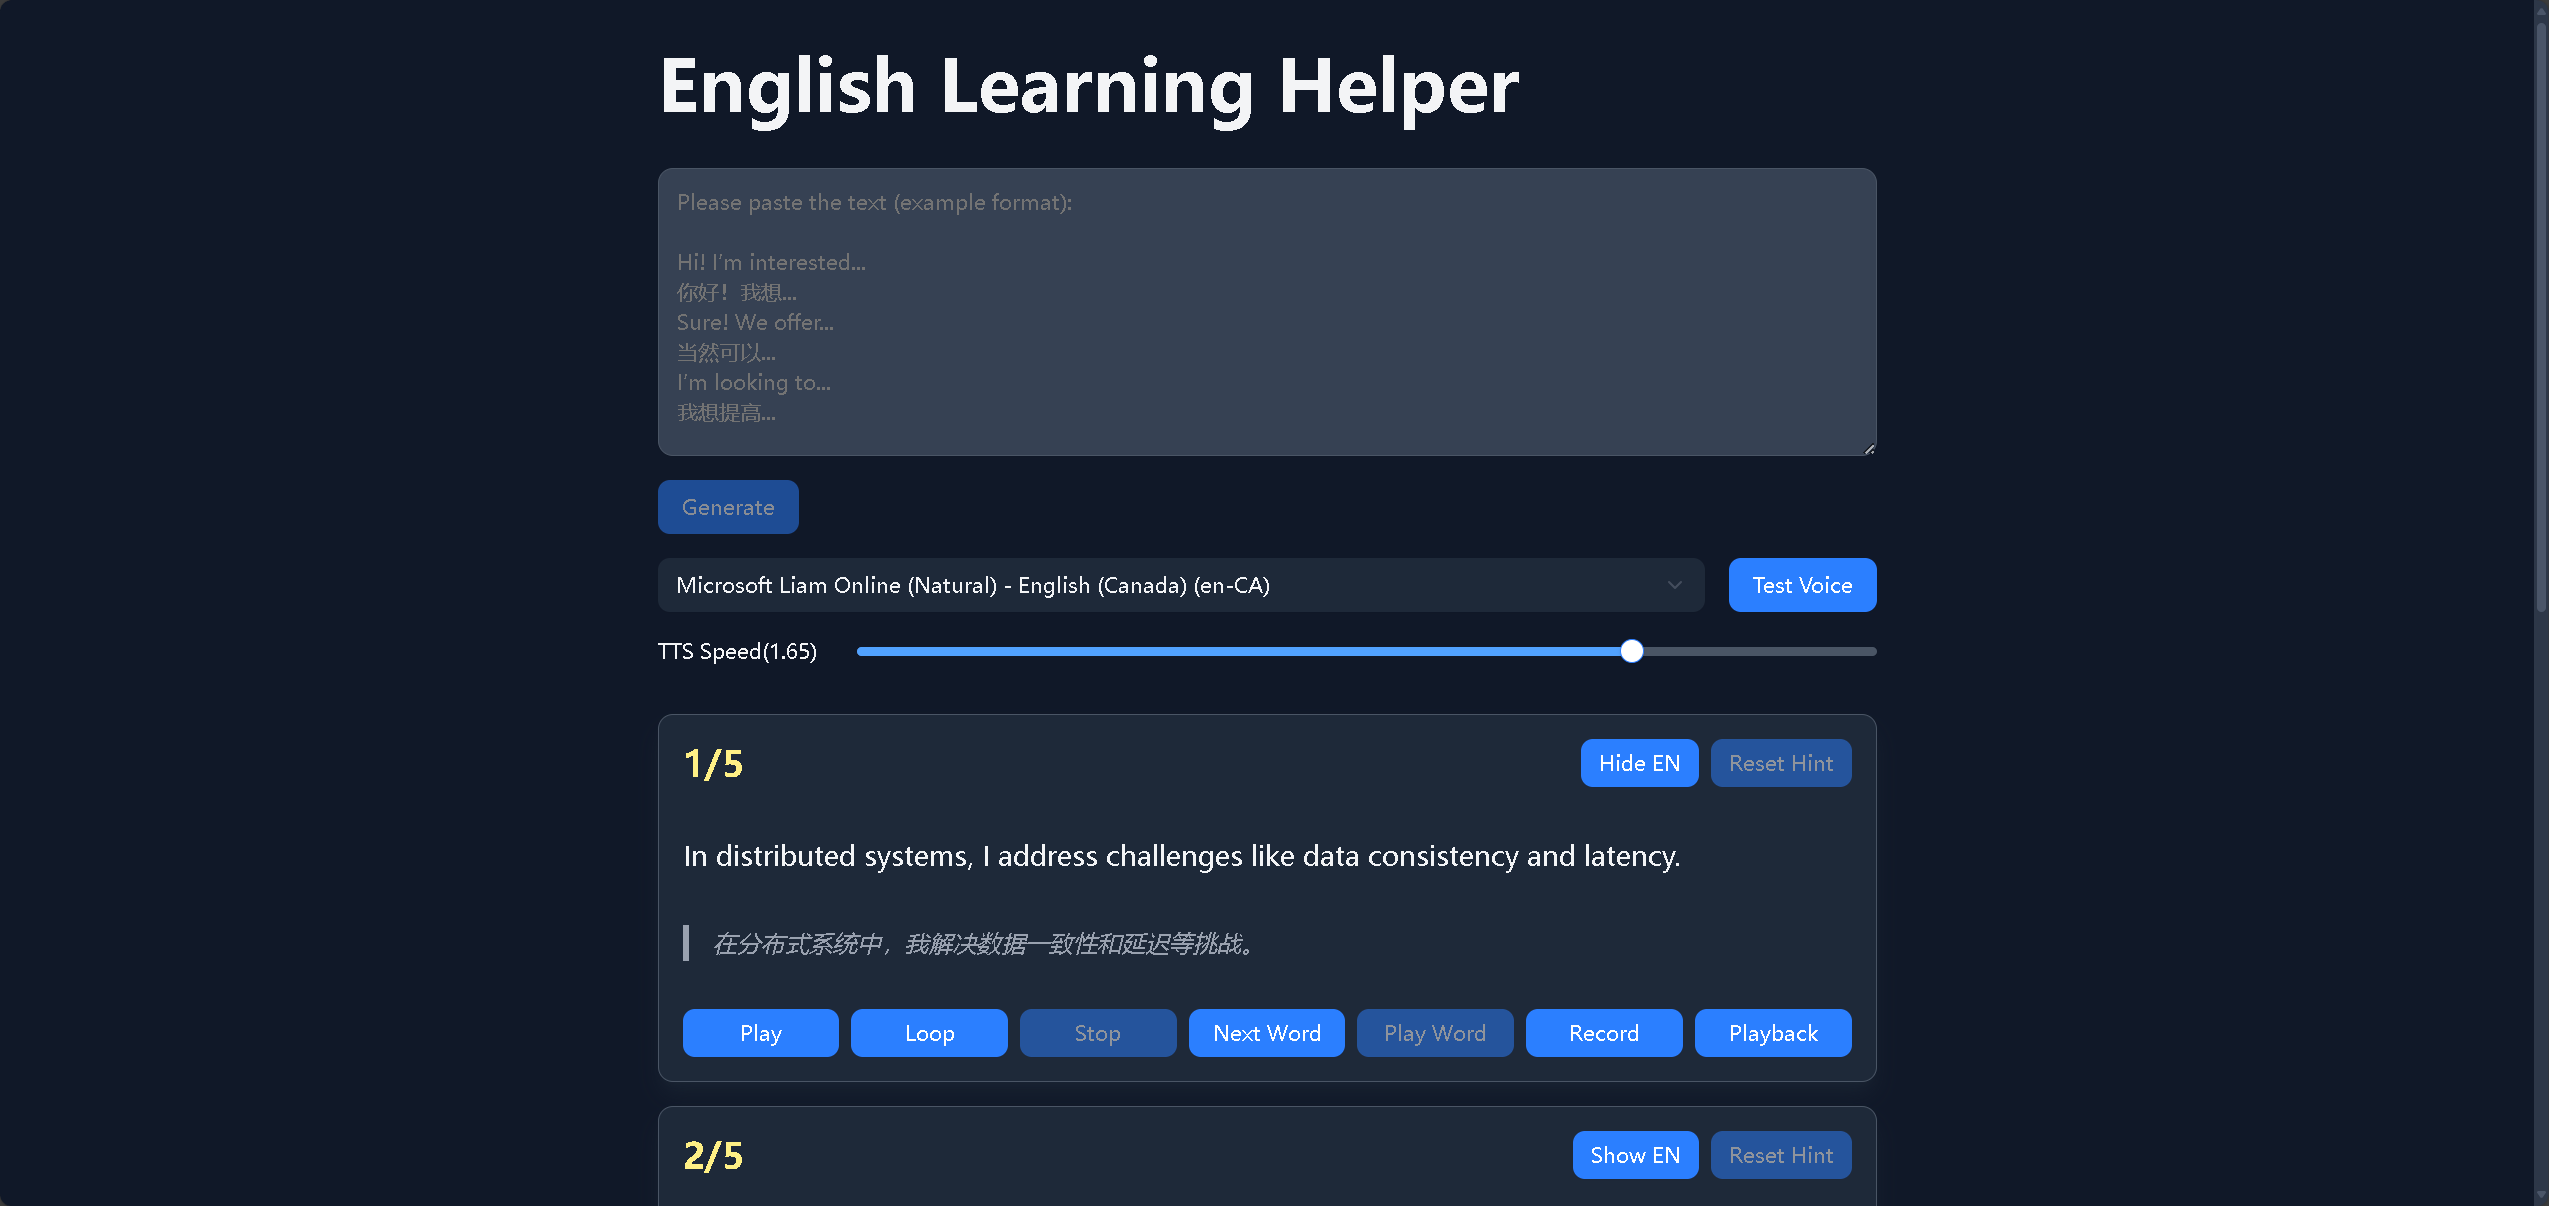 English Learning Helper
Please paste the text (example format):
Hi! I'm interested...
你好！我想...
Sure! We offer...
当然可以...
I'm looking to...
我想提高...
Generate
Microsoft Liam Online (Natural) - English (Canada) (en-CA)
Test Voice
TTS Speed(1.65)
1/5
Hide EN
Reset Hint
In distributed systems, I address challenges like data consistency and latency.
在分布式系统中，我解决数据一致性和延迟等挑战。
Play
Loop
Stop
Next Word
Play Word
Record
Playback
2/5
Show EN
Reset Hint